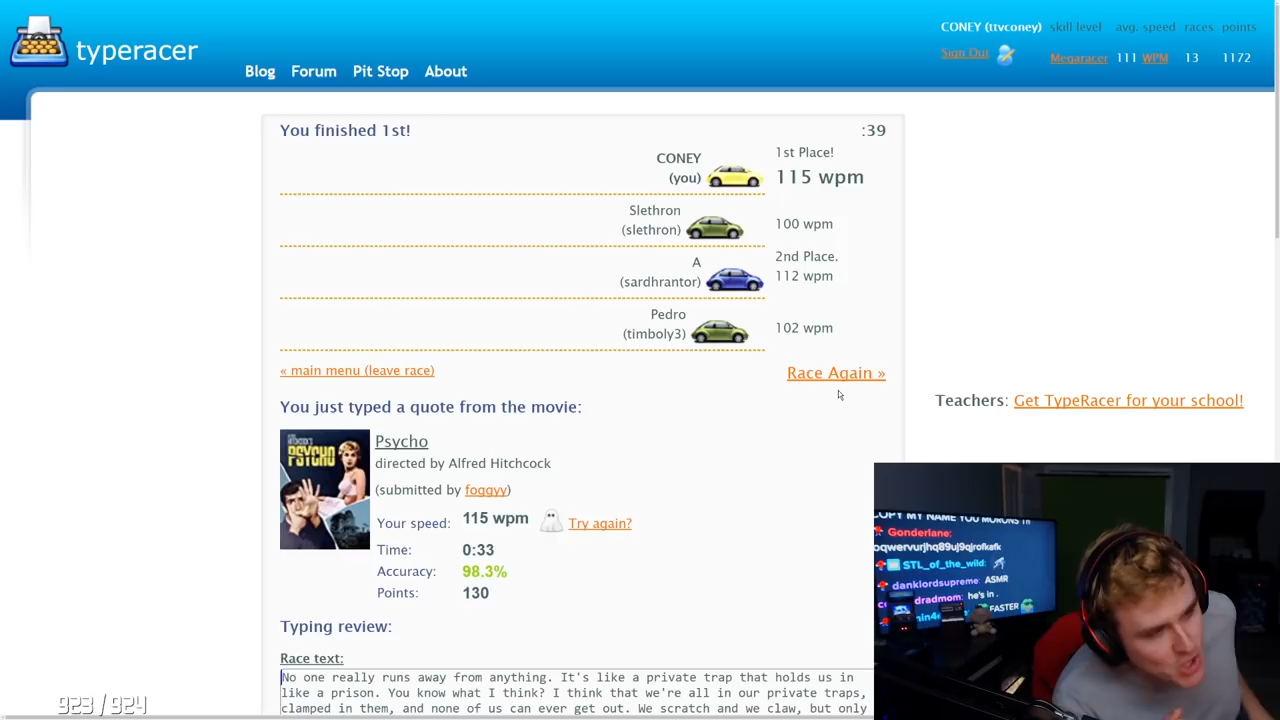 CONEY (ttvconey) skill level avg. speed races points
Sign Out Megaracer 111 WPM 13 1172
typeracer
Blog Forum Pit Stop About
You finished 1st! :39
CONEY
(you)
1st Place!
115 wpm
Slethron
(slethron)
100 wpm
A
(sardhrantor)
2nd Place.
112 wpm
Pedro
(timboly3)
102 wpm
« main menu (leave race)
Race Again »
Teachers: Get TypeRacer for your school!
You just typed a quote from the movie:
PSYCHO
Psycho
directed by Alfred Hitchcock
(submitted by foggyy)
Your speed: 115 wpm Try again?
Time: 0:33
Accuracy: 98.3%
Points: 130
Typing review:
Race text:
No one really runs away from anything. It's like a private trap that holds us in
like a prison. You know what I think? I think that we're all in our private traps,
clamped in them, and none of us can ever get out. We scratch and we claw, but only
COPY MY NAME YOU MORONS
Gonderlane:
STL_of_the_wild:
danklordsupreme: ASMR
dradmom: he's in .
FASTER
923/924